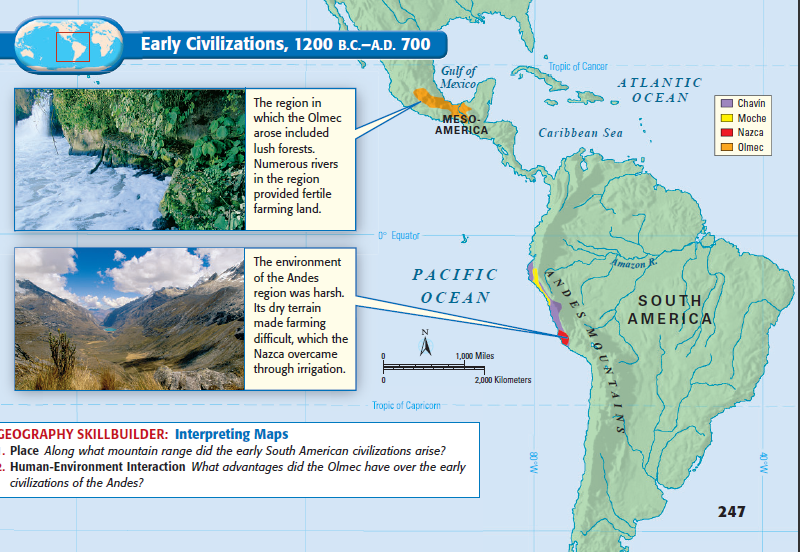 Early Civilizations, 1200 B.C.–A.D. 700
The region in
which the Olmec
arose included
lush forests.
Numerous rivers
in the region
provided fertile
farming land.
The environment
of the Andes
region was harsh.
Its dry terrain
made farming
difficult, which the
Nazca overcame
through irrigation.
Gulf of
Mexico
Tropic of Cancer
ATLANTIC
OCEAN
MESO-
AMERICA
Caribbean Sea
Chavin
Moche
Nazca
Olmec
0° Equator
Amazon R.
PACIFIC
OCEAN
ANDES MOUNTAINS
SOUTH
AMERICA
N
0 1,000 Miles
0 2,000 Kilometers
Tropic of Capricorn
80°W
40°W
GEOGRAPHY SKILLBUILDER: Interpreting Maps
. Place Along what mountain range did the early South American civilizations arise?
2. Human-Environment Interaction What advantages did the Olmec have over the early
civilizations of the Andes?
247